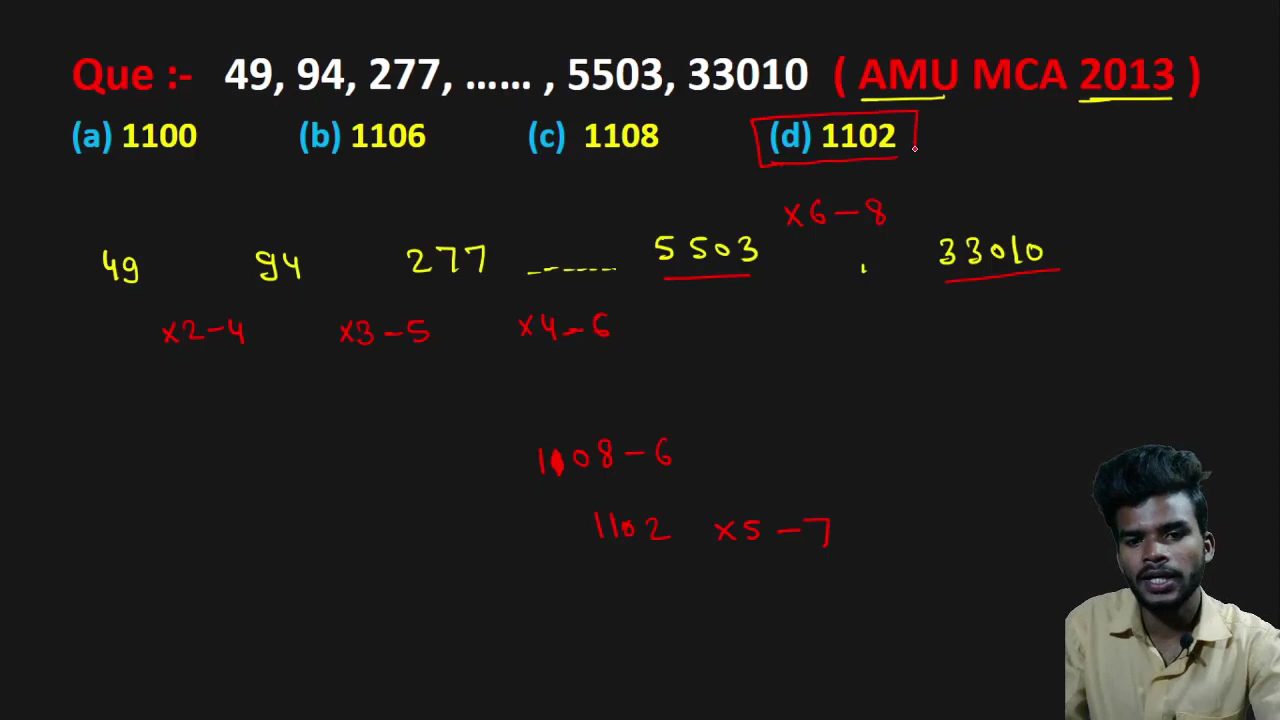 Que :- 49, 94, 277, ...... , 5503, 33010 ( AMU MCA 2013 )
(a) 1100 (b) 1106 (c) 1108 (d) 1102
×6-8
49 94 277 ------- 5503 , 33010
×2-4 ×3-5 ×4-6
1108-6
1102 ×5-7